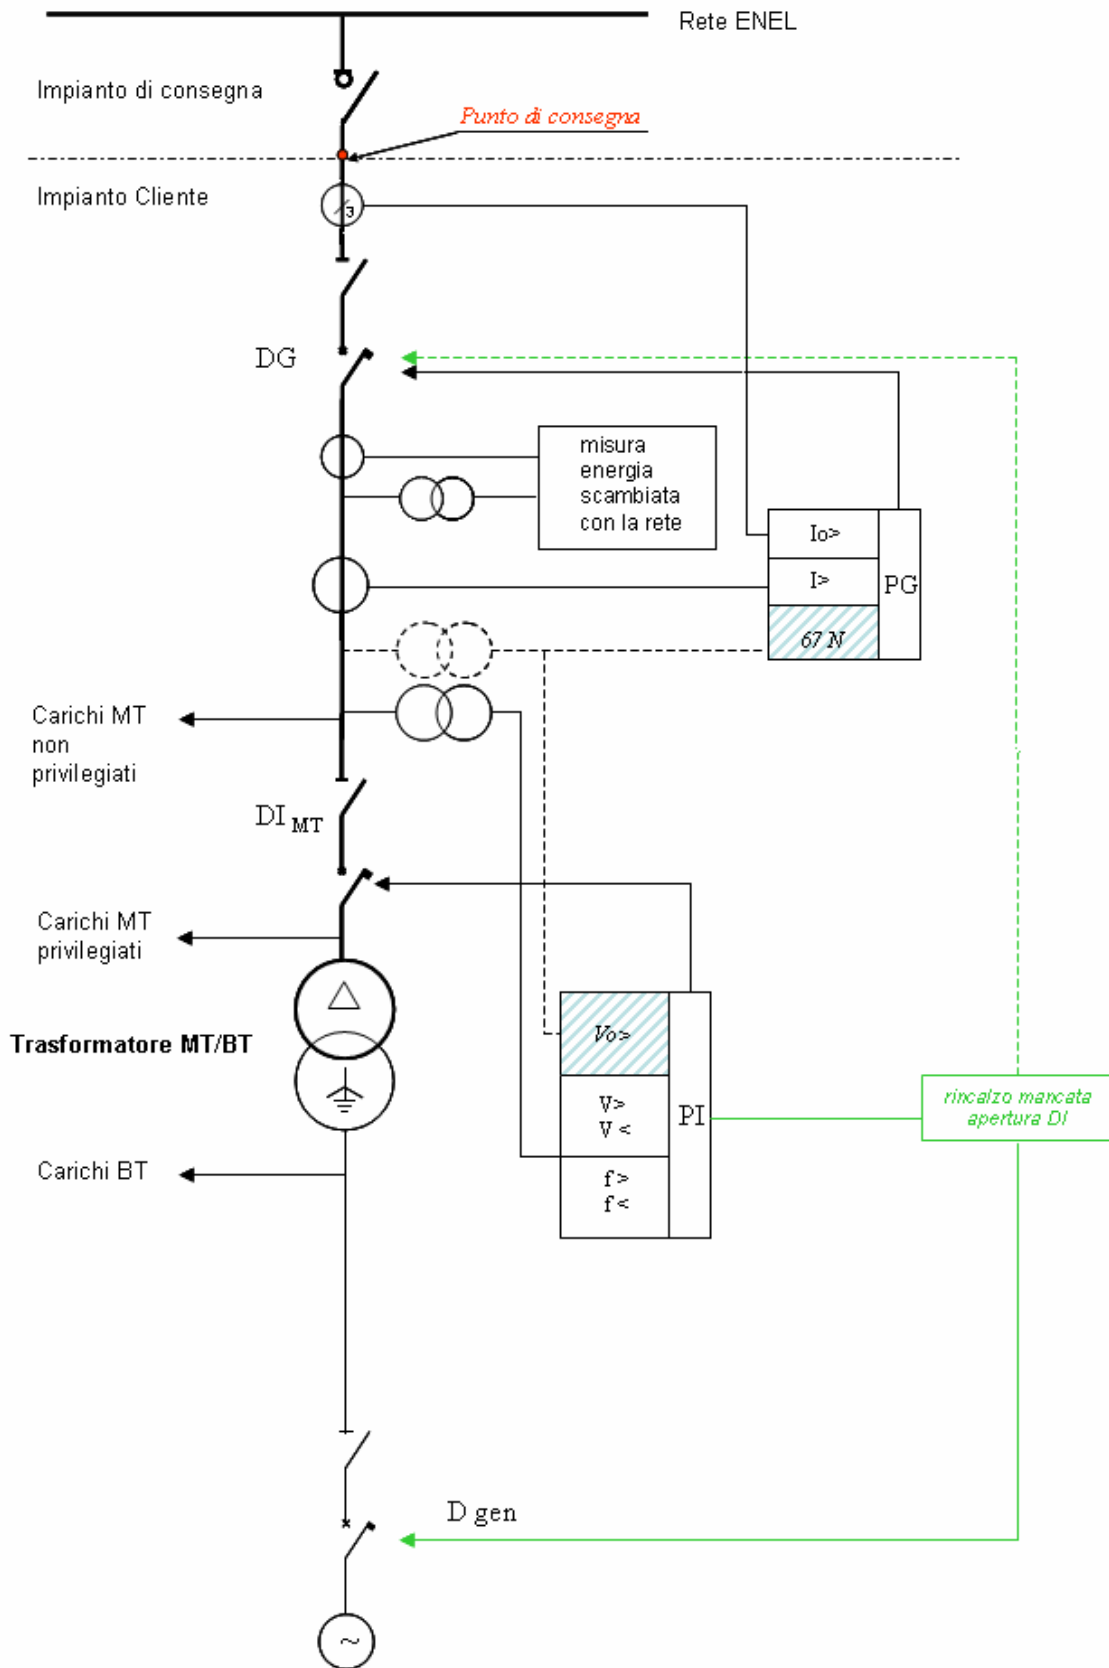 Rete ENEL
Impianto di consegna
Punto di consegna
Impianto Cliente
3
DG
misura
energia
scambiata
con la rete
Io>
I>
PG
67 N
Carichi MT
non
privilegiati
DI MT
Carichi MT
privilegiati
Trasformatore MT/BT
Vo>
V>
V <
PI
f >
f <
rincalzo mancata
apertura DI
Carichi BT
D gen
~